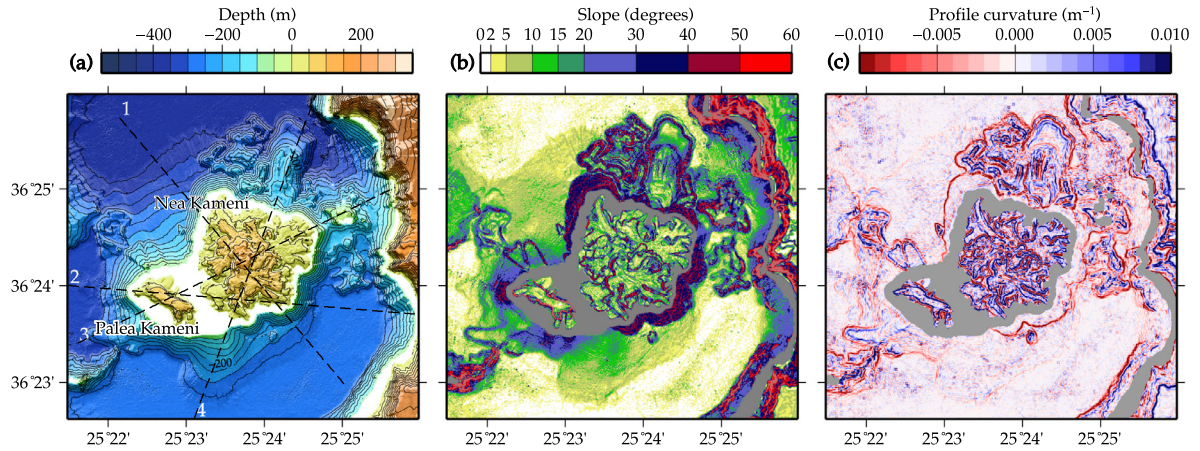 Depth (m)
−400 −200 0 200
(a)
1
36°25'
Nea Kameni
36°24'
2
Palea Kameni
3
200
36°23'
4
25°22' 25°23' 25°24' 25°25'
Slope (degrees)
0 2 5 10 15 20 30 40 50 60
(b)
25°22' 25°23' 25°24' 25°25'
Profile curvature (m⁻¹)
−0.010 −0.005 0.000 0.005 0.010
(c)
25°22' 25°23' 25°24' 25°25'